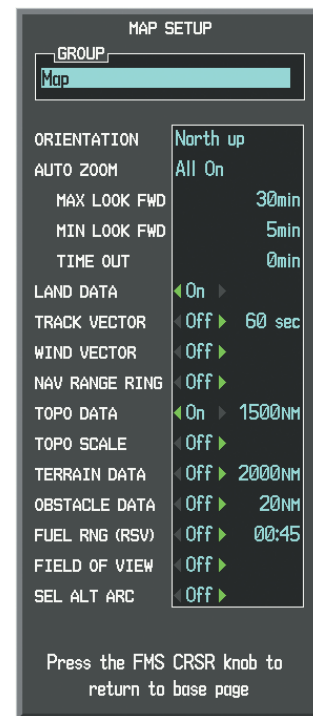 MAP SETUP
GROUP
Map
ORIENTATION North up
AUTO ZOOM All On
MAX LOOK FWD 30min
MIN LOOK FWD 5min
TIME OUT 0min
LAND DATA On
TRACK VECTOR Off 60 sec
WIND VECTOR Off
NAV RANGE RING Off
TOPO DATA On 1500NM
TOPO SCALE Off
TERRAIN DATA Off 2000NM
OBSTACLE DATA Off 20NM
FUEL RNG (RSV) Off 00:45
FIELD OF VIEW Off
SEL ALT ARC Off
Press the FMS CRSR knob to
return to base page